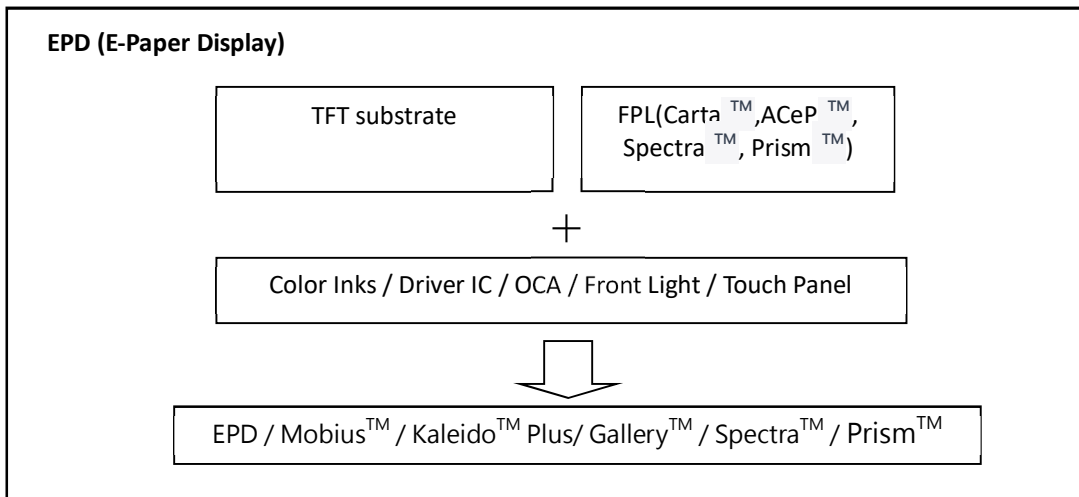 EPD (E-Paper Display)
TFT substrate
FPL(Carta™,ACeP™,
Spectra™, Prism™)
+
Color Inks / Driver IC / OCA / Front Light / Touch Panel
EPD / Mobius™ / Kaleido™ Plus/ Gallery™ / Spectra™ / Prism™